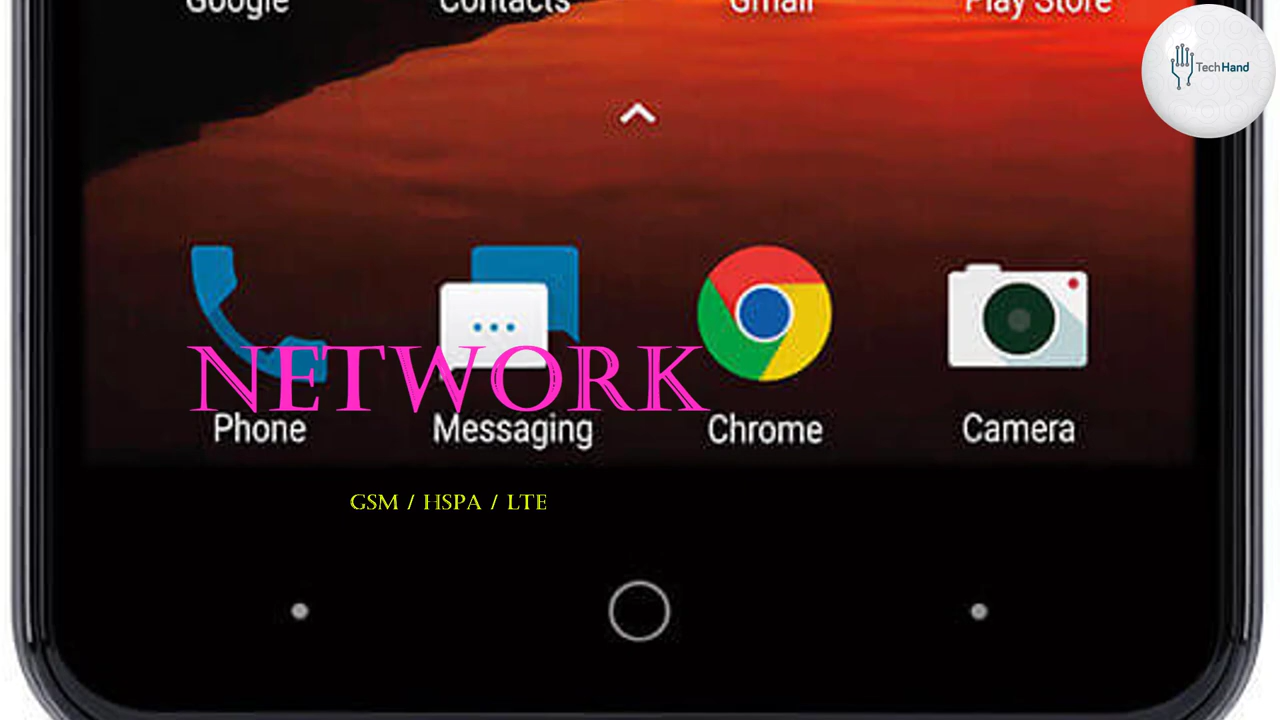 Google Contacts Gmail Play Store
TechHand
NETWORK
Phone Messaging Chrome Camera
GSM / HSPA / LTE